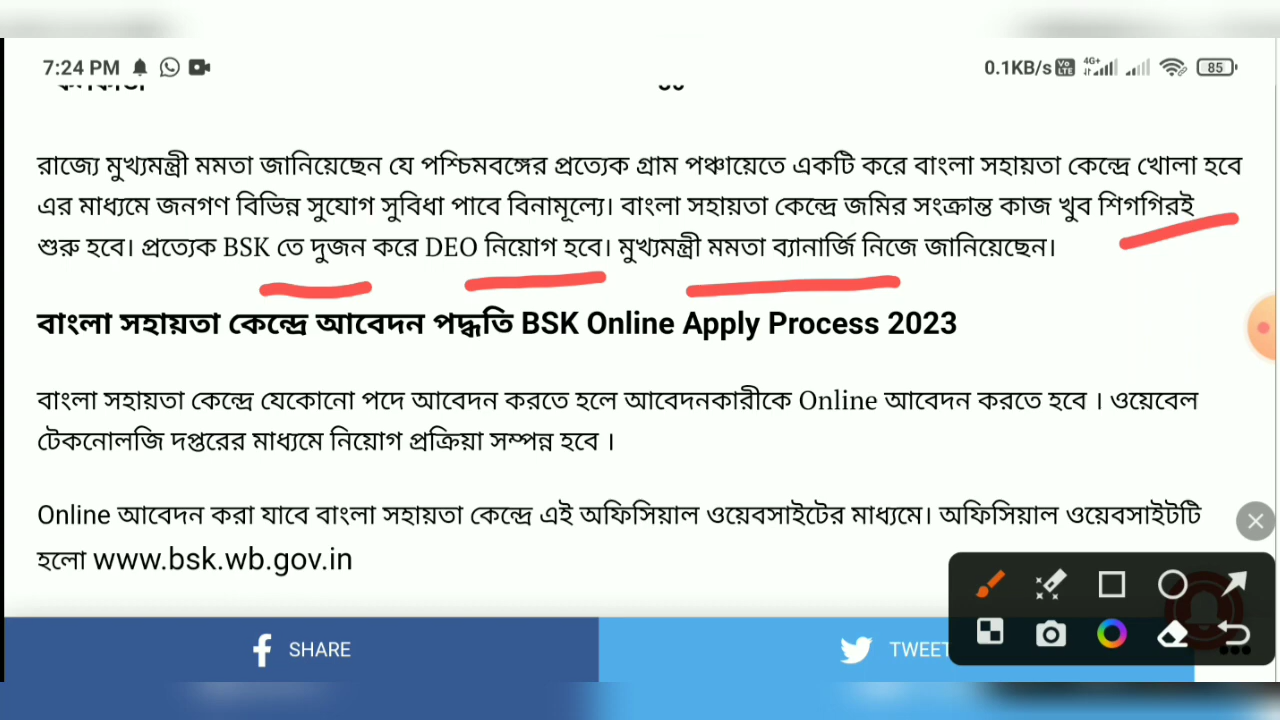 7:24 PM
0.1KB/s Vo LTE 4G+ 85
রাজ্যে মুখ্যমন্ত্রী মমতা জানিয়েছেন যে পশ্চিমবঙ্গের প্রত্যেক গ্রাম পঞ্চায়েতে একটি করে বাংলা সহায়তা কেন্দ্রে খোলা হবে
এর মাধ্যমে জনগণ বিভিন্ন সুযোগ সুবিধা পাবে বিনামূল্যে। বাংলা সহায়তা কেন্দ্রে জমির সংক্রান্ত কাজ খুব শিগগিরই
শুরু হবে। প্রত্যেক BSK তে দুজন করে DEO নিয়োগ হবে। মুখ্যমন্ত্রী মমতা ব্যানার্জি নিজে জানিয়েছেন।
বাংলা সহায়তা কেন্দ্রে আবেদন পদ্ধতি BSK Online Apply Process 2023
বাংলা সহায়তা কেন্দ্রে যেকোনো পদে আবেদন করতে হলে আবেদনকারীকে Online আবেদন করতে হবে । ওয়েবেল
টেকনোলজি দপ্তরের মাধ্যমে নিয়োগ প্রক্রিয়া সম্পন্ন হবে ।
Online আবেদন করা যাবে বাংলা সহায়তা কেন্দ্রে এই অফিসিয়াল ওয়েবসাইটের মাধ্যমে। অফিসিয়াল ওয়েবসাইটটি
হলো www.bsk.wb.gov.in
SHARE
TWEET